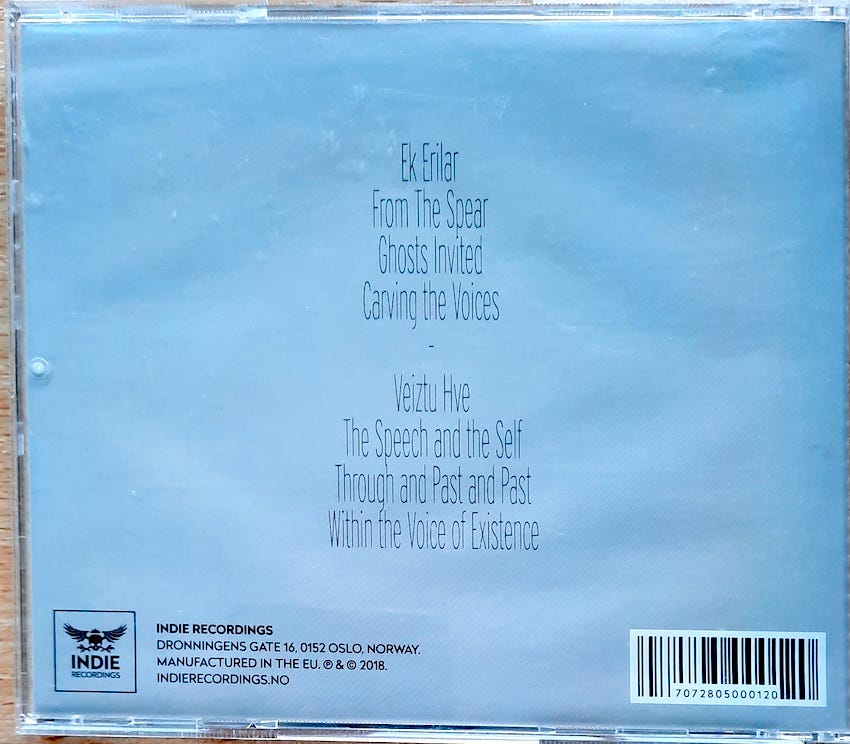 Ek Erilar
From The Spear
Ghosts Invited
Carving the Voices
-
Veiztu Hve
The Speech and the Self
Through and Past and Past
Within the Voice of Existence
INDIE
RECORDINGS
INDIE RECORDINGS
DRONNINGENS GATE 16, 0152 OSLO, NORWAY.
MANUFACTURED IN THE EU. ℗ & © 2018.
INDIERECORDINGS.NO
7072805000120